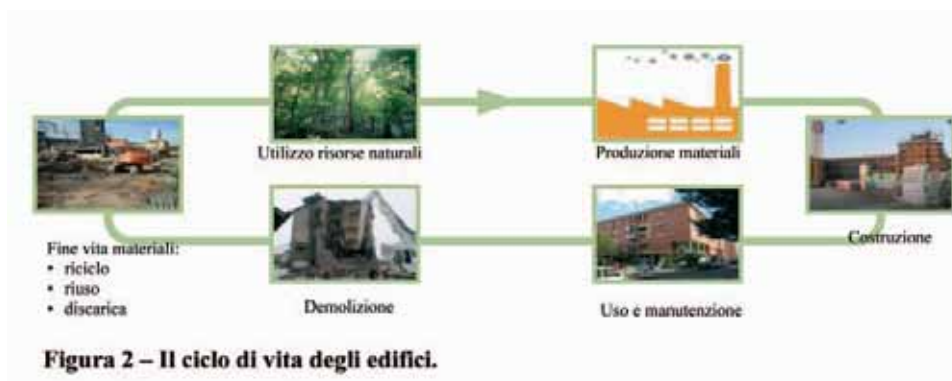 Utilizzo risorse naturali
Produzione materiali
Costruzione
Fine vita materiali:
• riciclo
• riuso
• discarica
Demolizione
Uso e manutenzione
Figura 2 – Il ciclo di vita degli edifici.